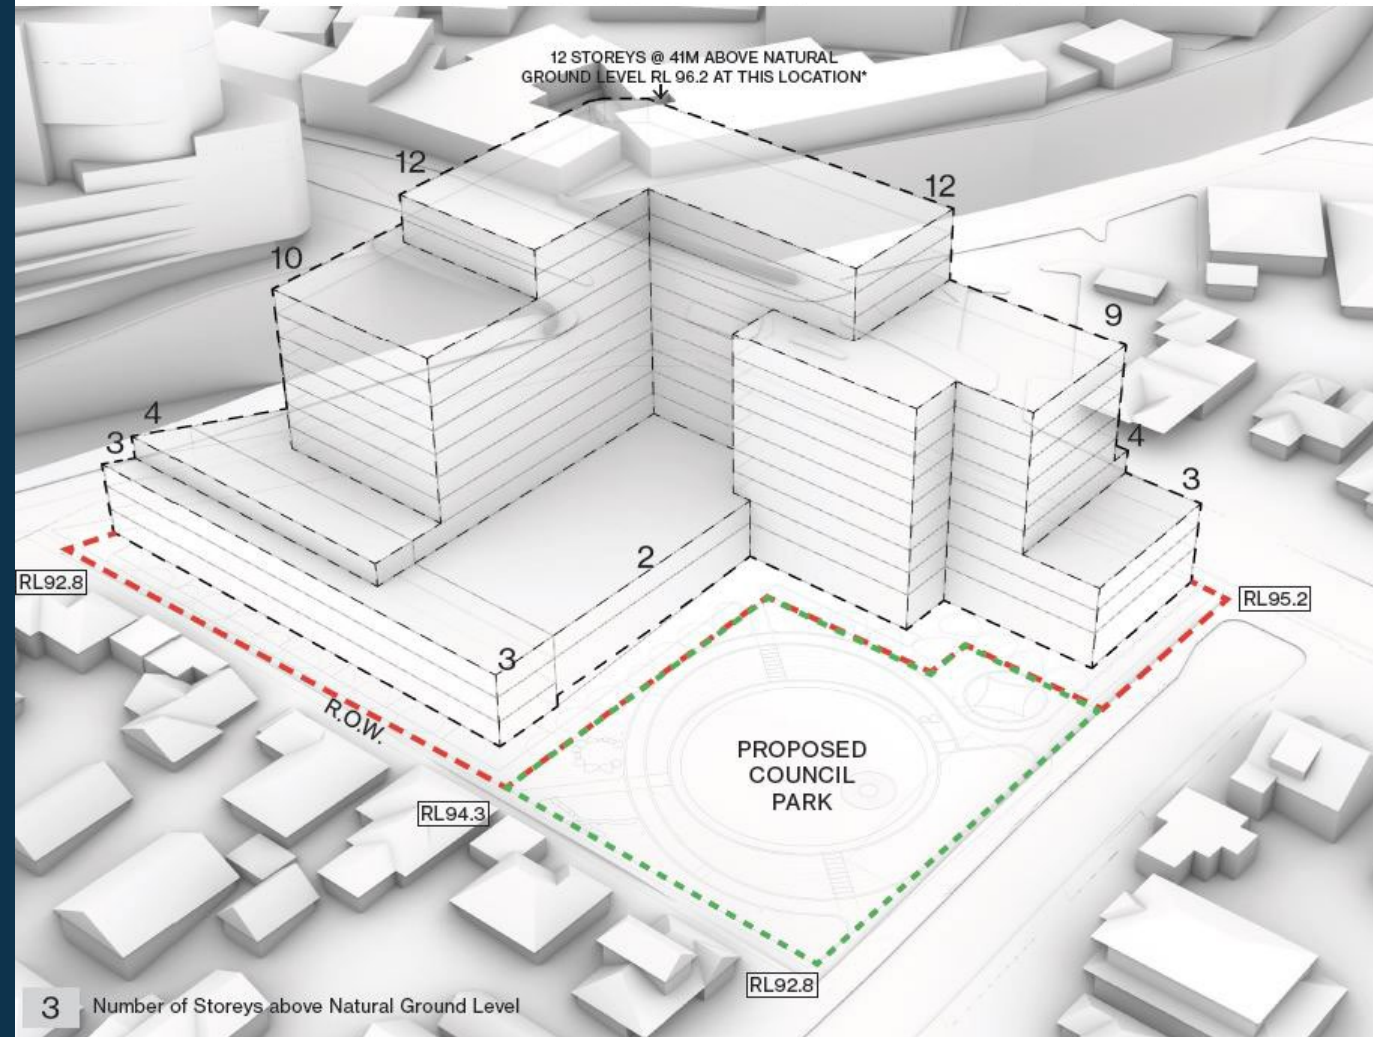 12 STOREYS @ 41M ABOVE NATURAL
GROUND LEVEL RL 96.2 AT THIS LOCATION*
12
12
10
9
4
3
4
3
2
3
RL92.8
RL95.2
R.O.W.
PROPOSED
COUNCIL
PARK
RL94.3
RL92.8
3 Number of Storeys above Natural Ground Level